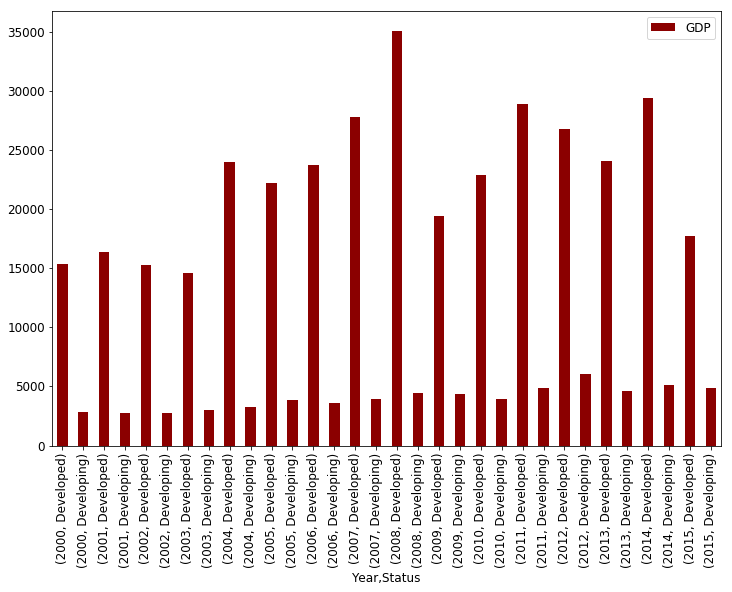 GDP
35000
30000
25000
20000
15000
10000
5000
0
(2000, Developed)
(2000, Developing)
(2001, Developed)
(2001, Developing)
(2002, Developed)
(2002, Developing)
(2003, Developed)
(2003, Developing)
(2004, Developed)
(2004, Developing)
(2005, Developed)
(2005, Developing)
(2006, Developed)
(2006, Developing)
(2007, Developed)
(2007, Developing)
(2008, Developed)
(2008, Developing)
(2009, Developed)
(2009, Developing)
(2010, Developed)
(2010, Developing)
(2011, Developed)
(2011, Developing)
(2012, Developed)
(2012, Developing)
(2013, Developed)
(2013, Developing)
(2014, Developed)
(2014, Developing)
(2015, Developed)
(2015, Developing)
Year,Status